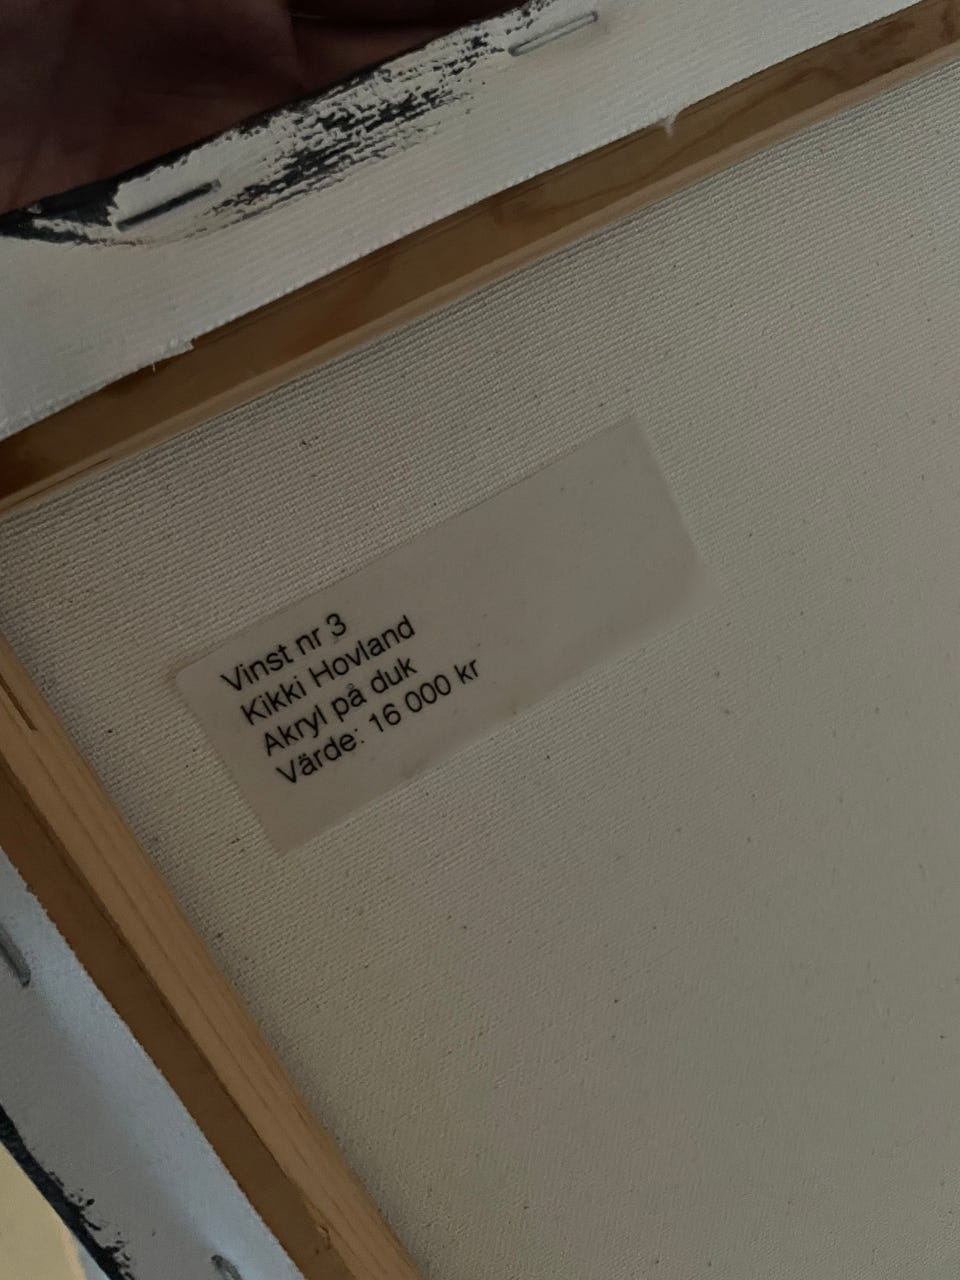 Vinst nr 3
Kikki Hovland
Akryl på duk
Värde: 16 000 kr